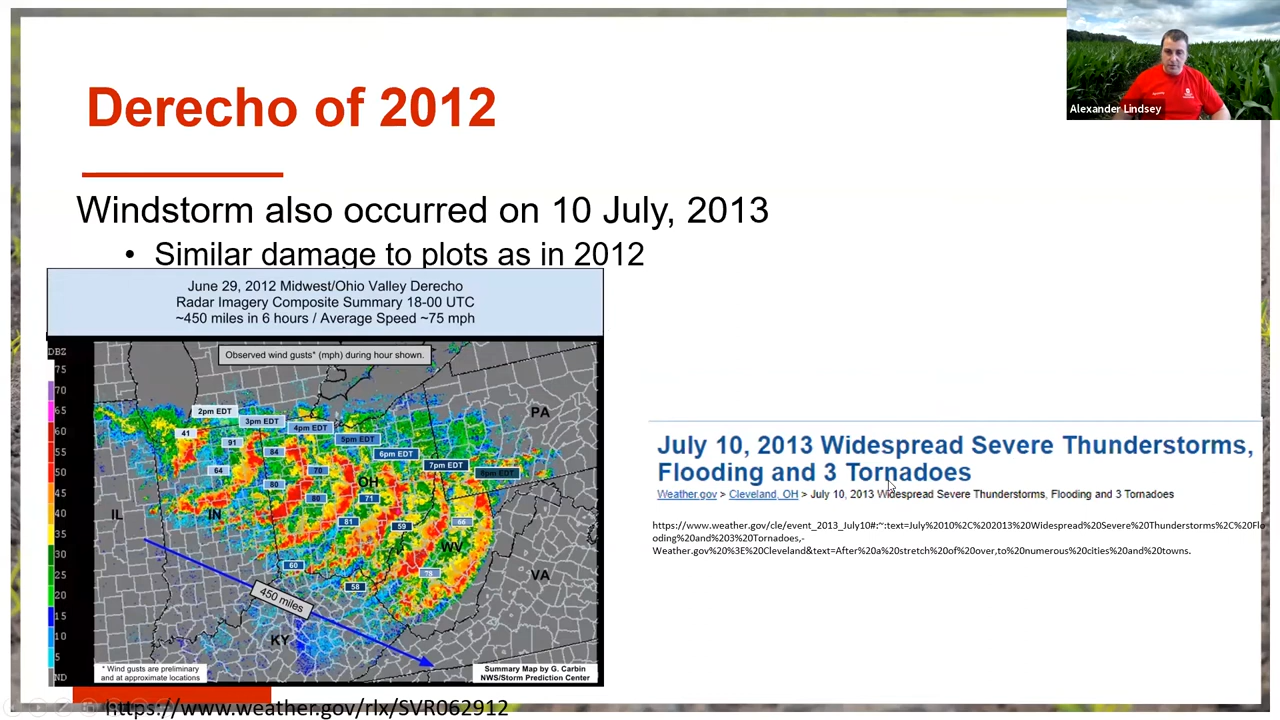 Derecho of 2012
Alexander Lindsey
Windstorm also occurred on 10 July, 2013
• Similar damage to plots as in 2012
June 29, 2012 Midwest/Ohio Valley Derecho
Radar Imagery Composite Summary 18-00 UTC
~450 miles in 6 hours / Average Speed ~75 mph
DBZ
75
70
65
60
55
50
45
40
35
30
25
20
15
10
5
ND
Observed wind gusts* (mph) during hour shown.
2pm EDT
3pm EDT
4pm EDT
5pm EDT
6pm EDT
7pm EDT
8pm EDT
PA
41
91
84
64
70
80
OH
80
71
IL
IN
81
59
66
WV
60
78
58
VA
450 miles
KY
* Wind gusts are preliminary
and at approximate locations
Summary Map by G. Carbin
NWS/Storm Prediction Center
https://www.weather.gov/rlx/SVR062912
July 10, 2013 Widespread Severe Thunderstorms,
Flooding and 3 Tornadoes
Weather.gov > Cleveland, OH > July 10, 2013 Widespread Severe Thunderstorms, Flooding and 3 Tornadoes
https://www.weather.gov/cle/event_2013_July10#:~:text=July%2010%2C%202013%20Widespread%20Severe%20Thunderstorms%2C%20Flo
oding%20and%203%20Tornadoes,-
Weather.gov%20%3E%20Cleveland&text=After%20a%20stretch%20of%20over,to%20numerous%20cities%20and%20towns.